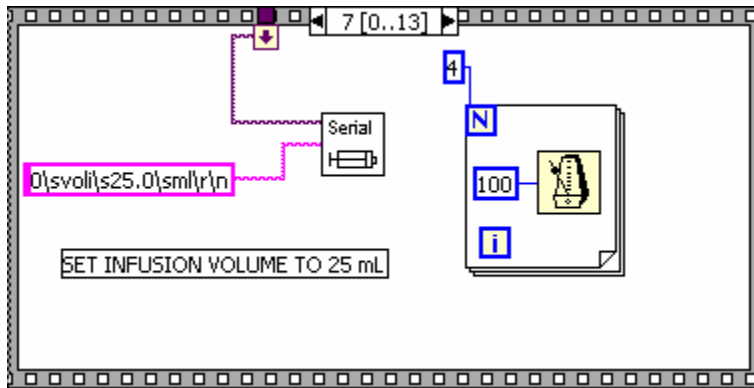 7 [0..13]
4
N
Serial
100
0\svoli\s25.0\sml\r\n
i
SET INFUSION VOLUME TO 25 mL